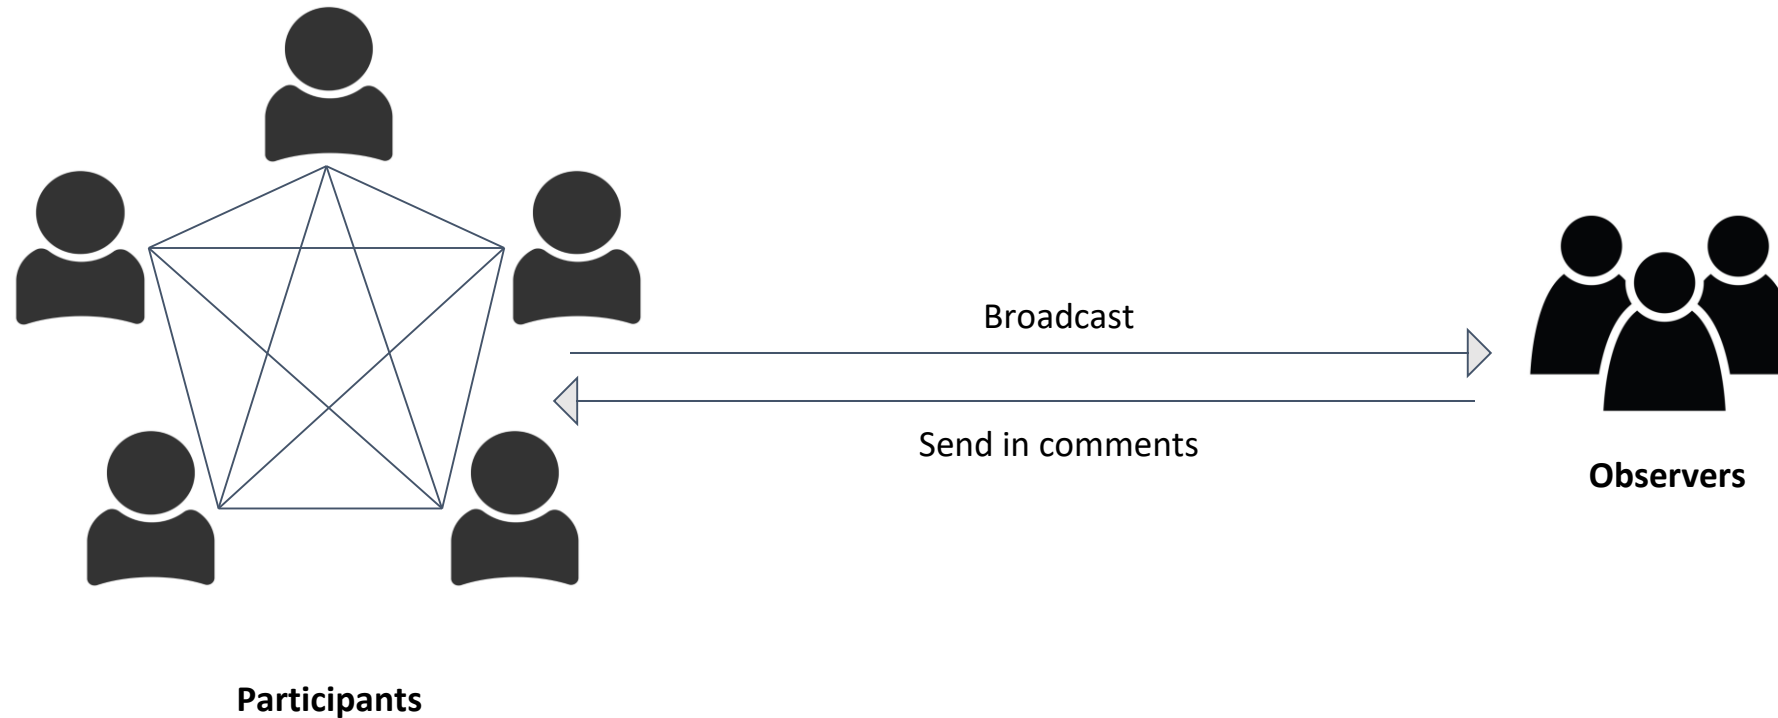 Broadcast
Send in comments
Observers
Participants